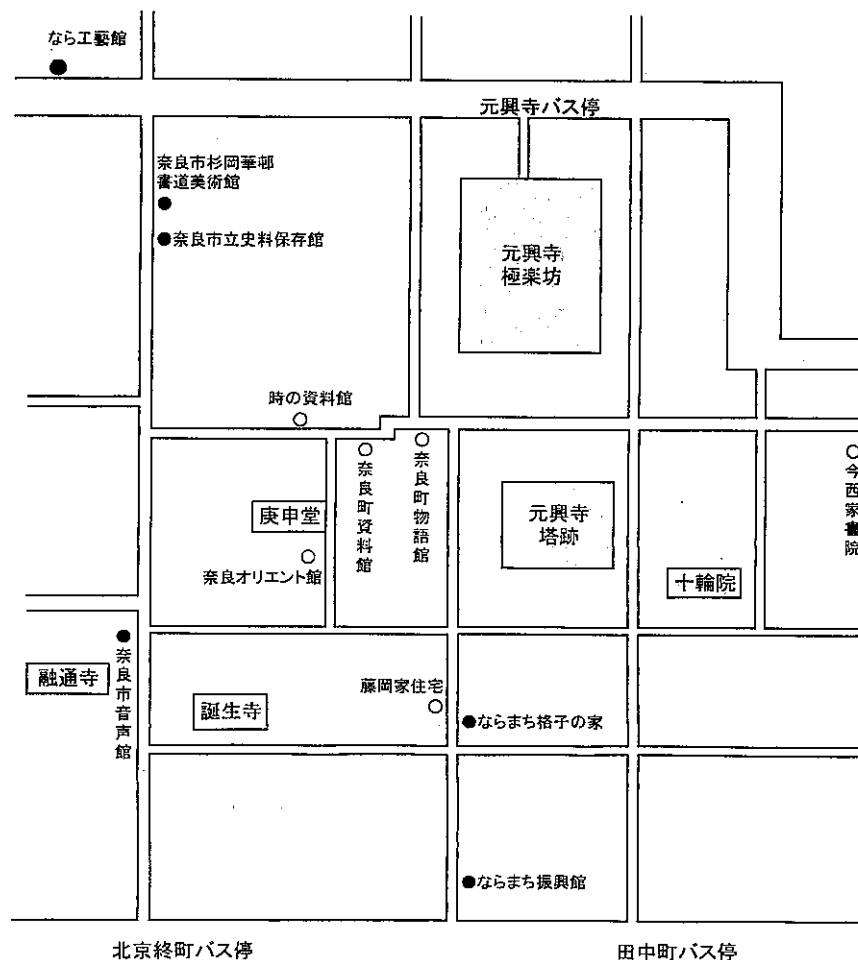 なら工藝館
元興寺バス停
奈良市杉岡華邨
書道美術館
奈良市立史料保存館
元興寺
極楽坊
時の資料館
奈良町資料館
奈良町物語館
今西家書院
庚申堂
元興寺
塔跡
奈良オリエント館
十輪院
奈良市音声館
融通寺
藤岡家住宅
誕生寺
ならまち格子の家
ならまち振興館
北京終町バス停
田中町バス停